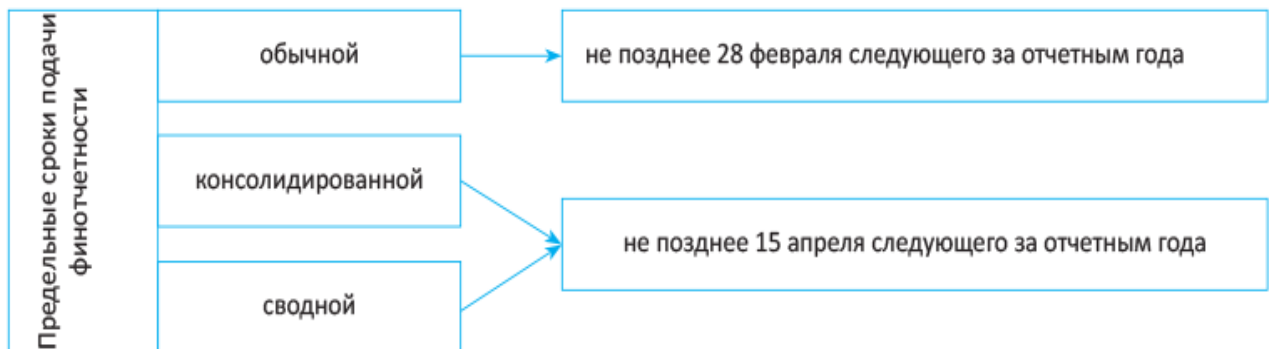 Предельные сроки подачи
финотчетности
обычной
не позднее 28 февраля следующего за отчетным года
консолидированной
не позднее 15 апреля следующего за отчетным года
сводной